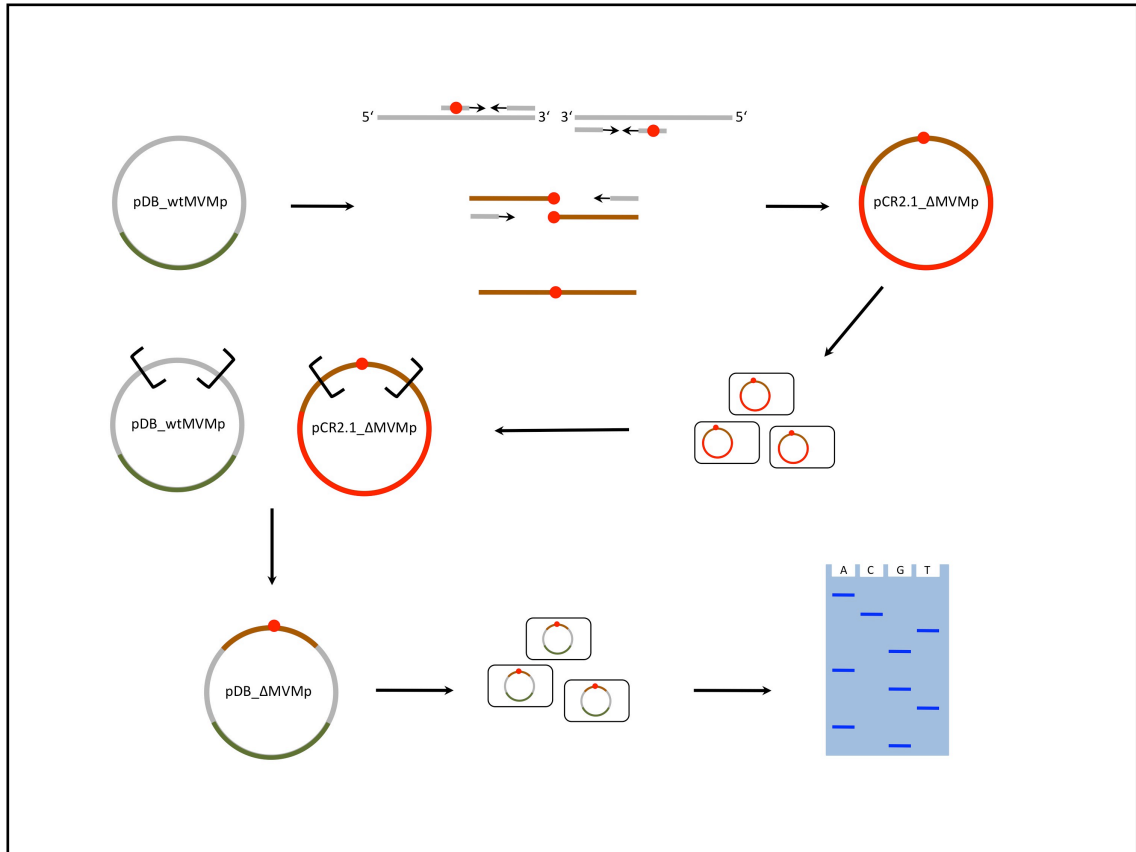 5‘ 3‘ 3‘ 5‘
pDB_wtMVMp
pCR2.1_ΔMVMp
pDB_wtMVMp
pCR2.1_ΔMVMp
A C G T
pDB_ΔMVMp